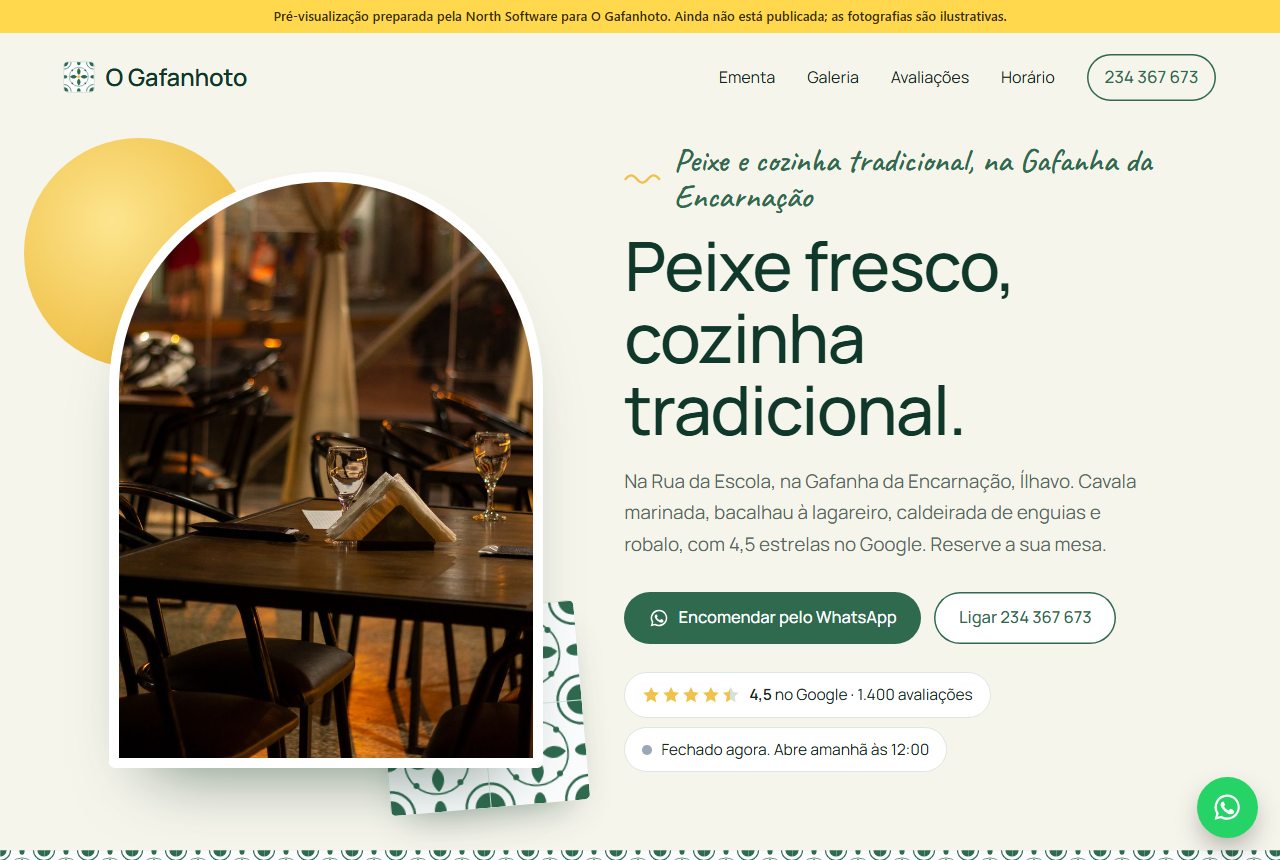 Pré-visualização preparada pela North Software para O Gafanhoto. Ainda não está publicada; as fotografias são ilustrativas.
O Gafanhoto
Ementa
Galeria
Avaliações
Horário
234 367 673
Peixe e cozinha tradicional, na Gafanha da
Encarnação
Peixe fresco,
cozinha
tradicional.
Na Rua da Escola, na Gafanha da Encarnação, Ílhavo. Cavala
marinada, bacalhau à lagareiro, caldeirada de enguias e
robalo, com 4,5 estrelas no Google. Reserve a sua mesa.
Encomendar pelo WhatsApp
Ligar 234 367 673
4,5 no Google · 1.400 avaliações
Fechado agora. Abre amanhã às 12:00